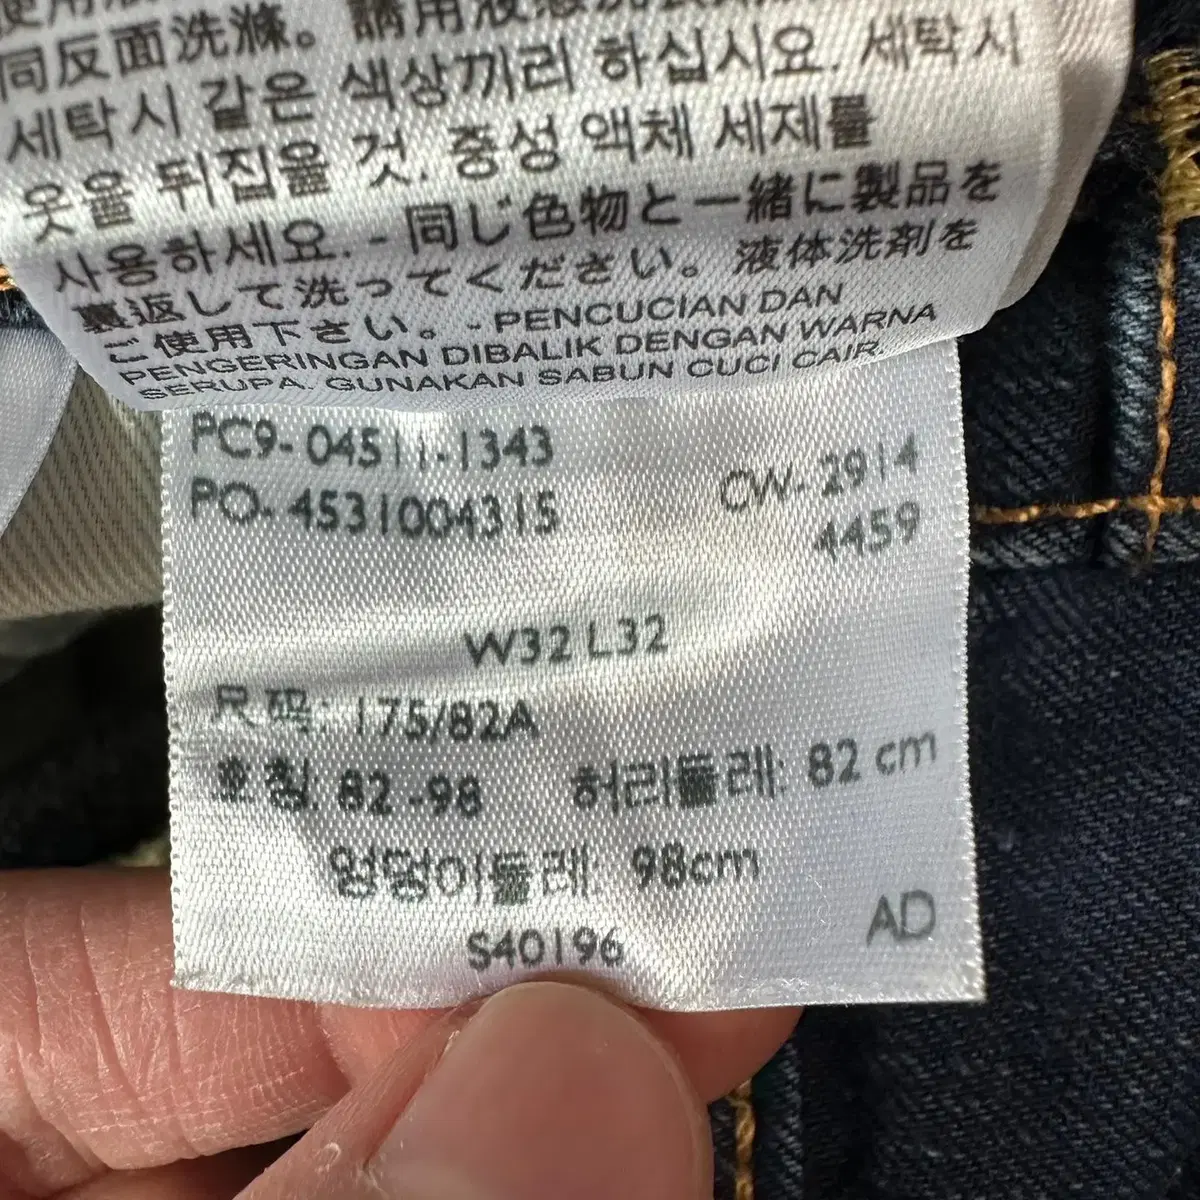 同反面洗滌。請用液態洗
세탁시 같은 색상끼리 하십시요. 세탁시
옷을 뒤집을 것. 중성 액체 세제를
사용하세요. - 同じ色物と一緒に製品を
裏返して洗ってください。液体洗剤を
ご使用下さい。- PENCUCIAN DAN
PENGERINGAN DIBALIK DENGAN WARNA
SERUPA. GUNAKAN SABUN CUCI CAIR.
PC9-04511-1343
CW-2914
PO-4531004315
4459
W32 L32
尺码: 175/82A
호칭: 82-98 허리둘레: 82 cm
엉덩이둘레: 98cm
AD
S40196